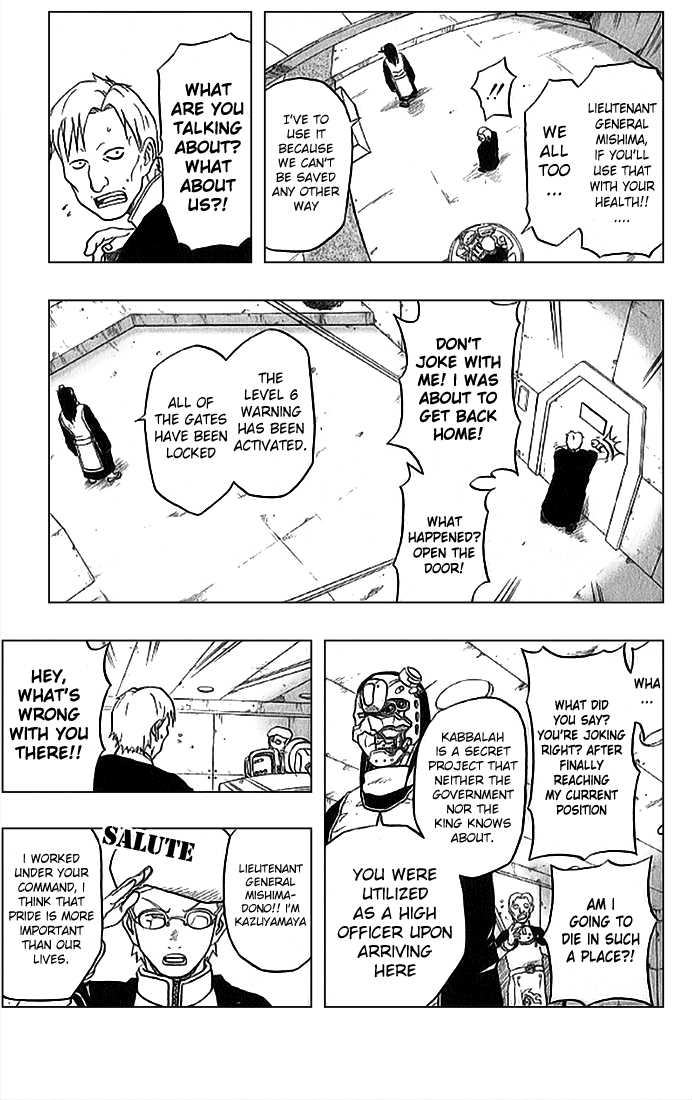 LIEUTENANT
GENERAL
MISHIMA,
IF YOU'LL
USE THAT
WITH YOUR
HEALTH!!
....
WE
ALL
TOO
...
!!
I'VE TO
USE IT
BECAUSE
WE CAN'T
BE SAVED
ANY OTHER
WAY
WHAT
ARE YOU
TALKING
ABOUT?
WHAT
ABOUT
US?!
DON'T
JOKE WITH
ME! I WAS
ABOUT TO
GET BACK
HOME!
WHAT
HAPPENED?
OPEN THE
DOOR!
THE
LEVEL 6
WARNING
HAS BEEN
ACTIVATED.
ALL OF
THE GATES
HAVE BEEN
LOCKED
WHA
...
WHAT DID
YOU SAY?
YOU'RE JOKING
RIGHT? AFTER
FINALLY
REACHING
MY CURRENT
POSITION
AM I
GOING TO
DIE IN SUCH
A PLACE?!
KABBALAH
IS A SECRET
PROJECT THAT
NEITHER THE
GOVERNMENT
NOR THE
KING KNOWS
ABOUT.
YOU WERE
UTILIZED
AS A HIGH
OFFICER UPON
ARRIVING
HERE
HEY,
WHAT'S
WRONG
WITH YOU
THERE!!
SALUTE
LIEUTENANT
GENERAL
MISHIMA-
DONO!! I'M
KAZUYAMAYA
I WORKED
UNDER YOUR
COMMAND, I
THINK THAT
PRIDE IS MORE
IMPORTANT
THAN OUR
LIVES.